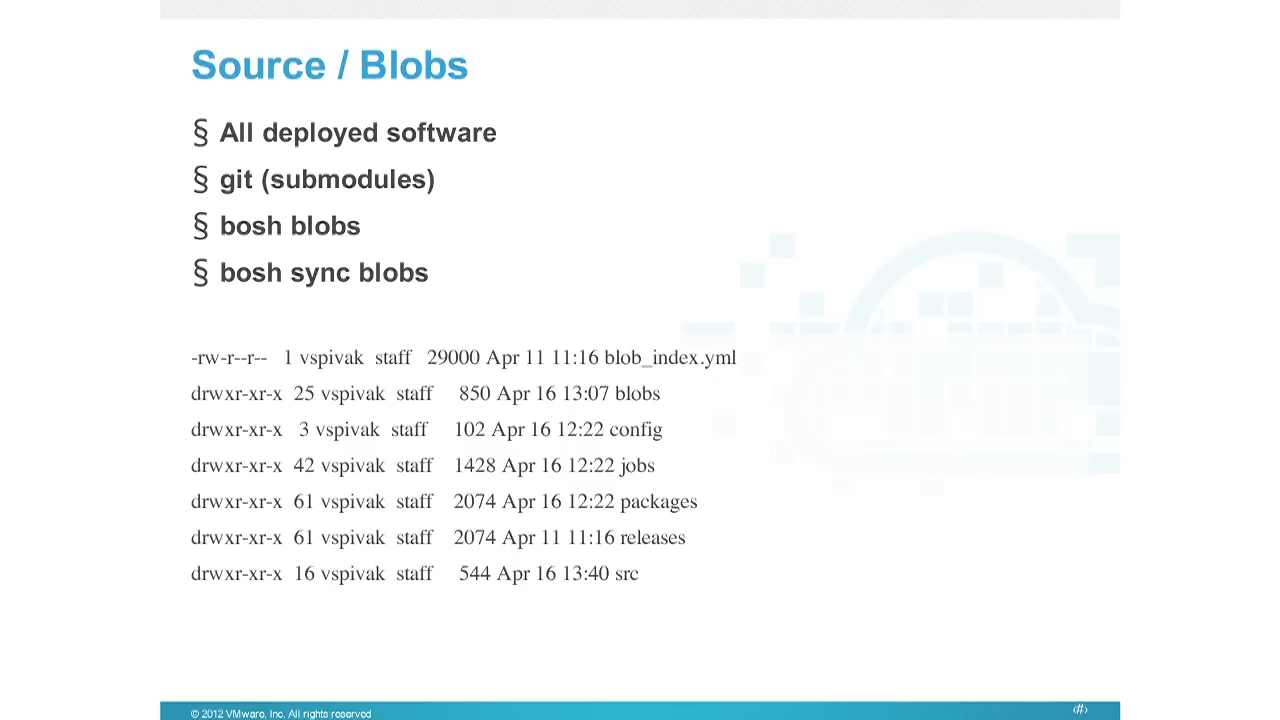 Source / Blobs
§ All deployed software
§ git (submodules)
§ bosh blobs
§ bosh sync blobs
-rw-r--r-- 1 vspivak staff 29000 Apr 11 11:16 blob_index.yml
drwxr-xr-x 25 vspivak staff 850 Apr 16 13:07 blobs
drwxr-xr-x 3 vspivak staff 102 Apr 16 12:22 config
drwxr-xr-x 42 vspivak staff 1428 Apr 16 12:22 jobs
drwxr-xr-x 61 vspivak staff 2074 Apr 16 12:22 packages
drwxr-xr-x 61 vspivak staff 2074 Apr 11 11:16 releases
drwxr-xr-x 16 vspivak staff 544 Apr 16 13:40 src
© 2012 VMware, Inc. All rights reserved
‹#›